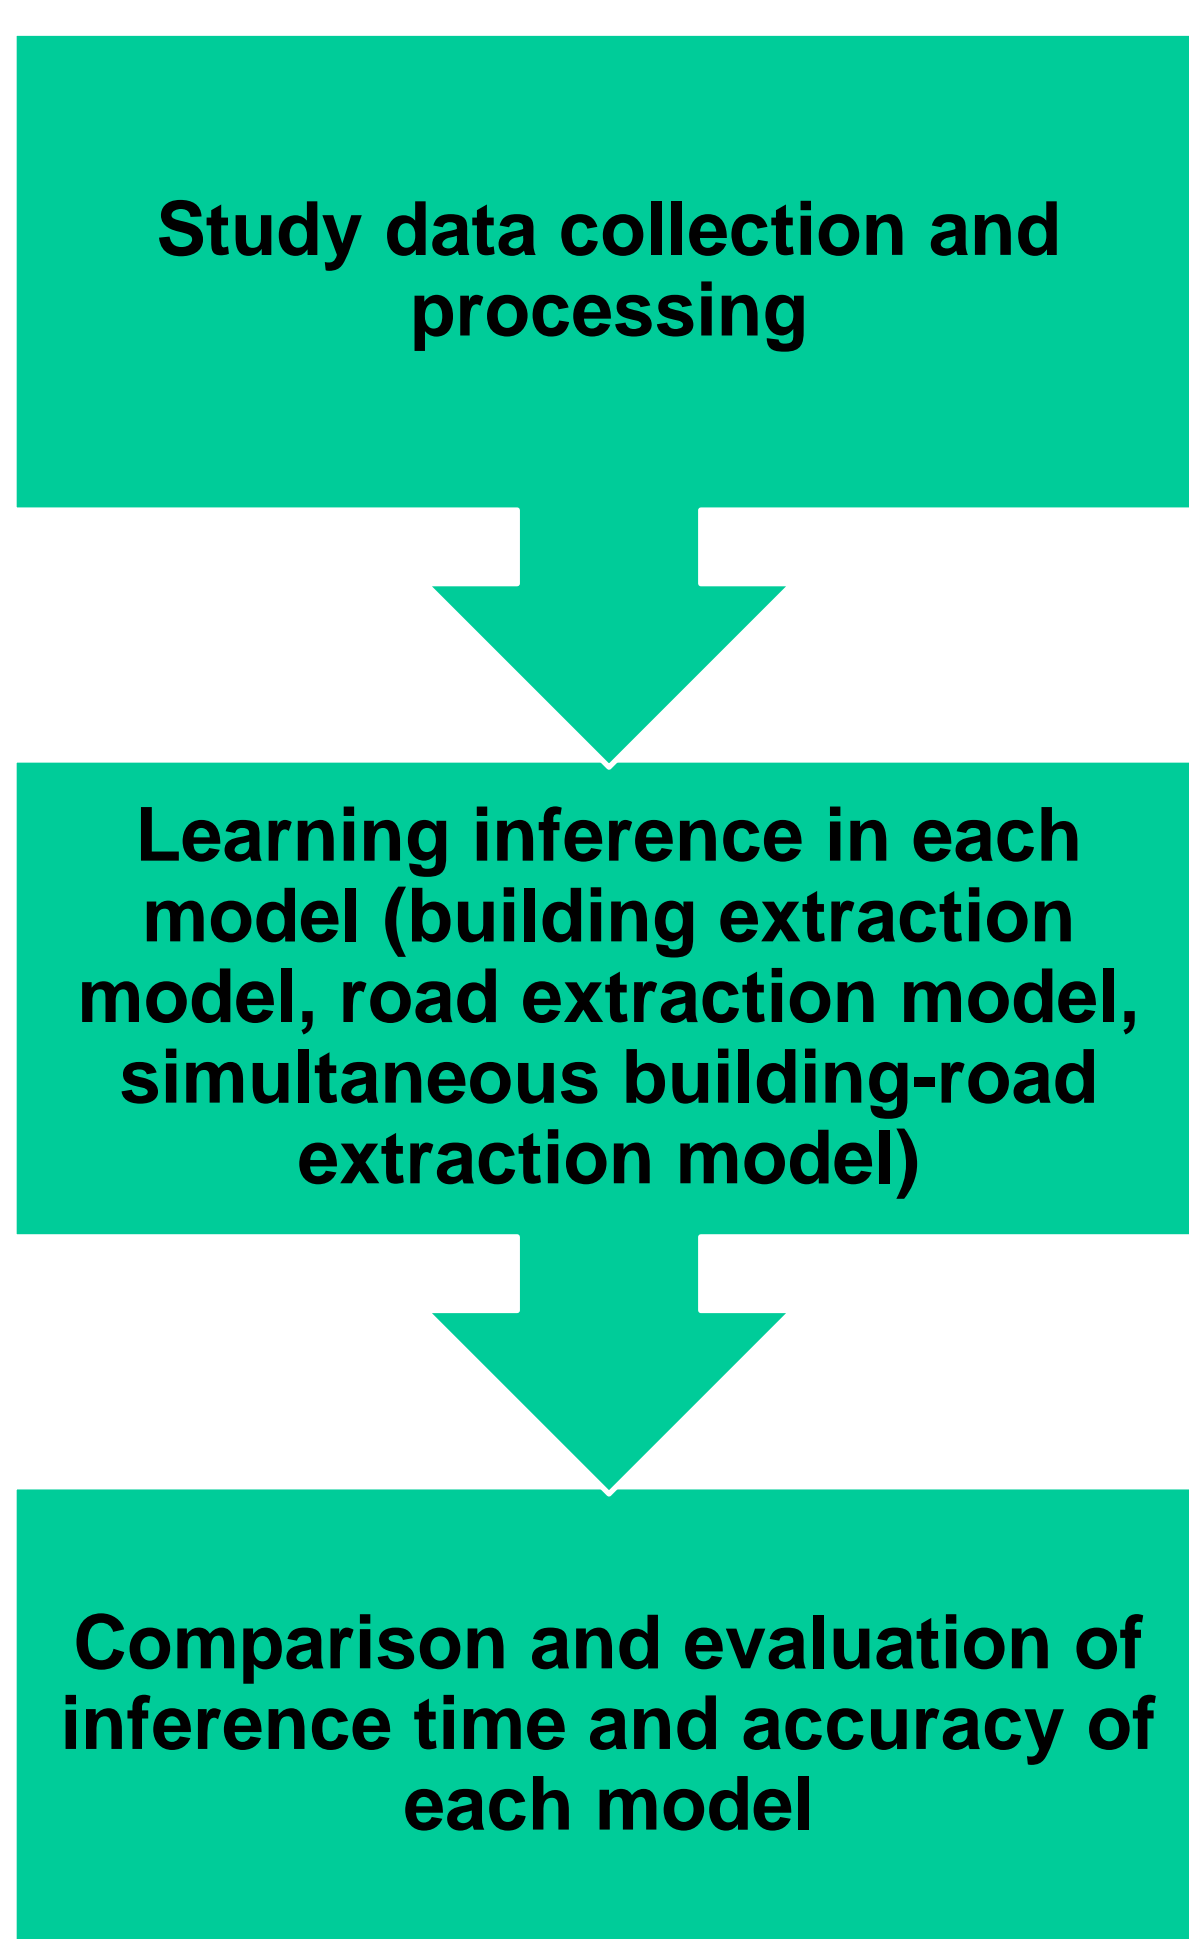 Study data collection and
processing
Learning inference in each
model (building extraction
model, road extraction model,
simultaneous building-road
extraction model)
Comparison and evaluation of
inference time and accuracy of
each model